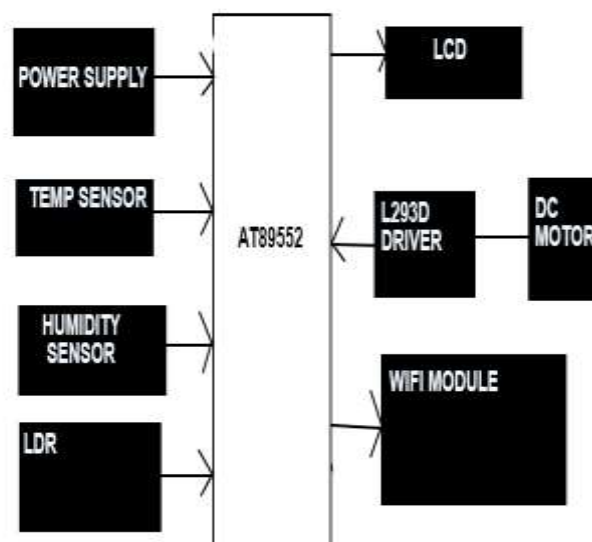 POWER SUPPLY
LCD
TEMP SENSOR
L293D
DRIVER
DC
MOTOR
AT89552
HUMIDITY
SENSOR
WIFI MODULE
LDR